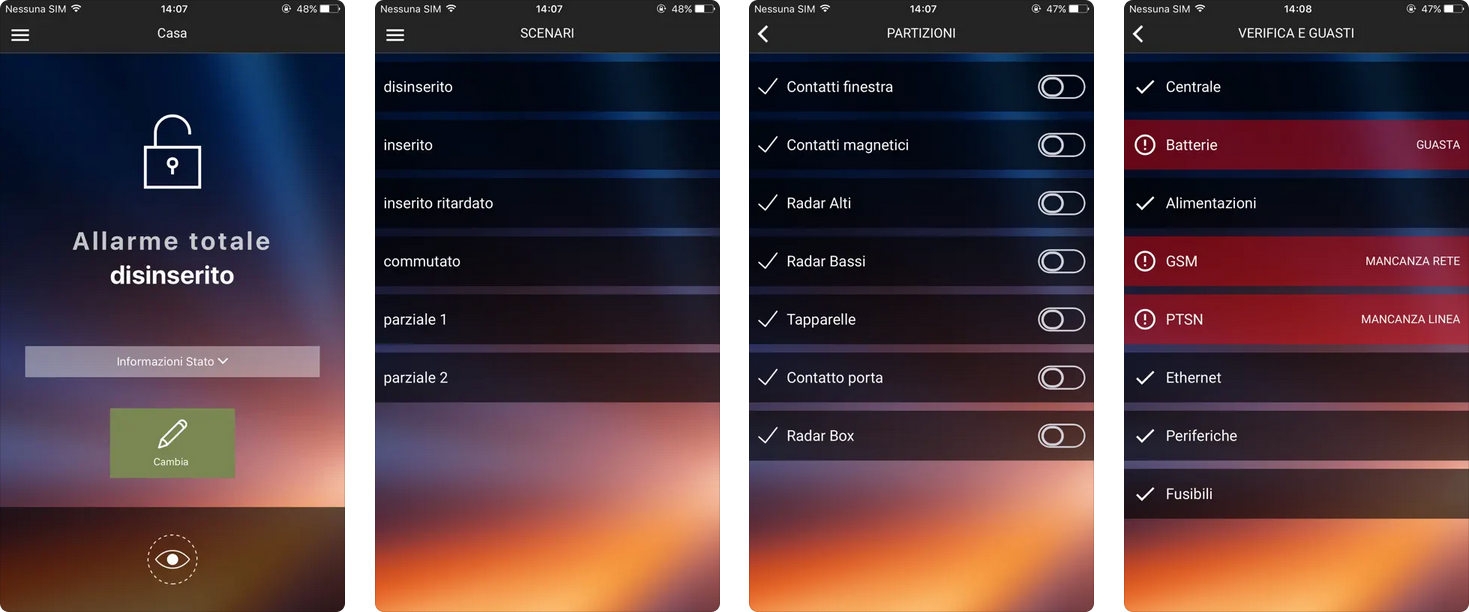 Nessuna SIM 14:07 48%
Casa
Allarme totale
disinserito
Informazioni Stato
Cambia
Nessuna SIM 14:07 48%
SCENARI
disinserito
inserito
inserito ritardato
commutato
parziale 1
parziale 2
Nessuna SIM 14:07 47%
PARTIZIONI
Contatti finestra
Contatti magnetici
Radar Alti
Radar Bassi
Tapparelle
Contatto porta
Radar Box
Nessuna SIM 14:08 47%
VERIFICA E GUASTI
Centrale
Batterie GUASTA
Alimentazioni
GSM MANCANZA RETE
PTSN MANCANZA LINEA
Ethernet
Periferiche
Fusibili